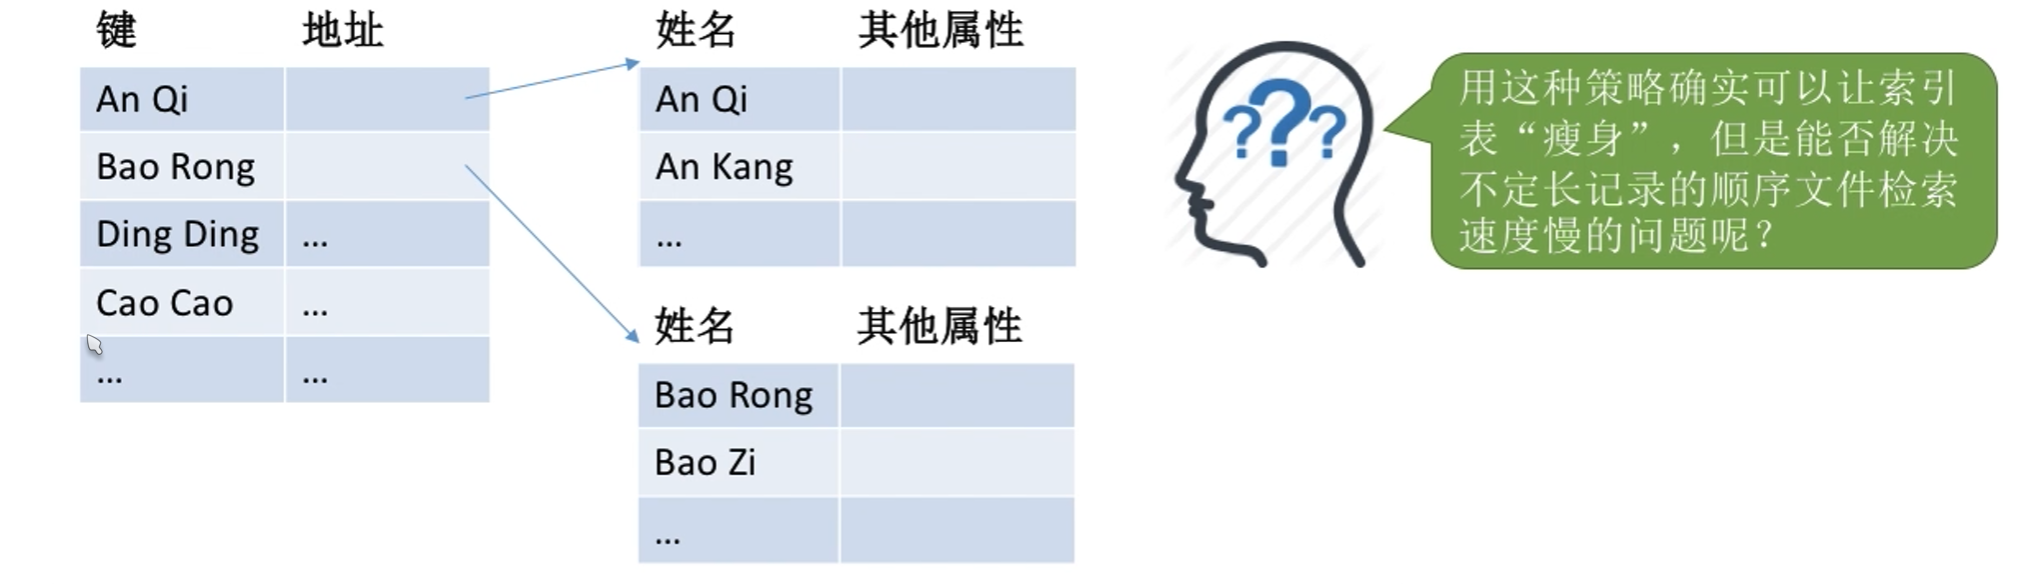 键 地址
An Qi
Bao Rong
Ding Ding ...
Cao Cao ...
... ...
姓名 其他属性
An Qi
An Kang
...
姓名 其他属性
Bao Rong
Bao Zi
...
???
用这种策略确实可以让索引
表“瘦身”，但是能否解决
不定长记录的顺序文件检索
速度慢的问题呢？